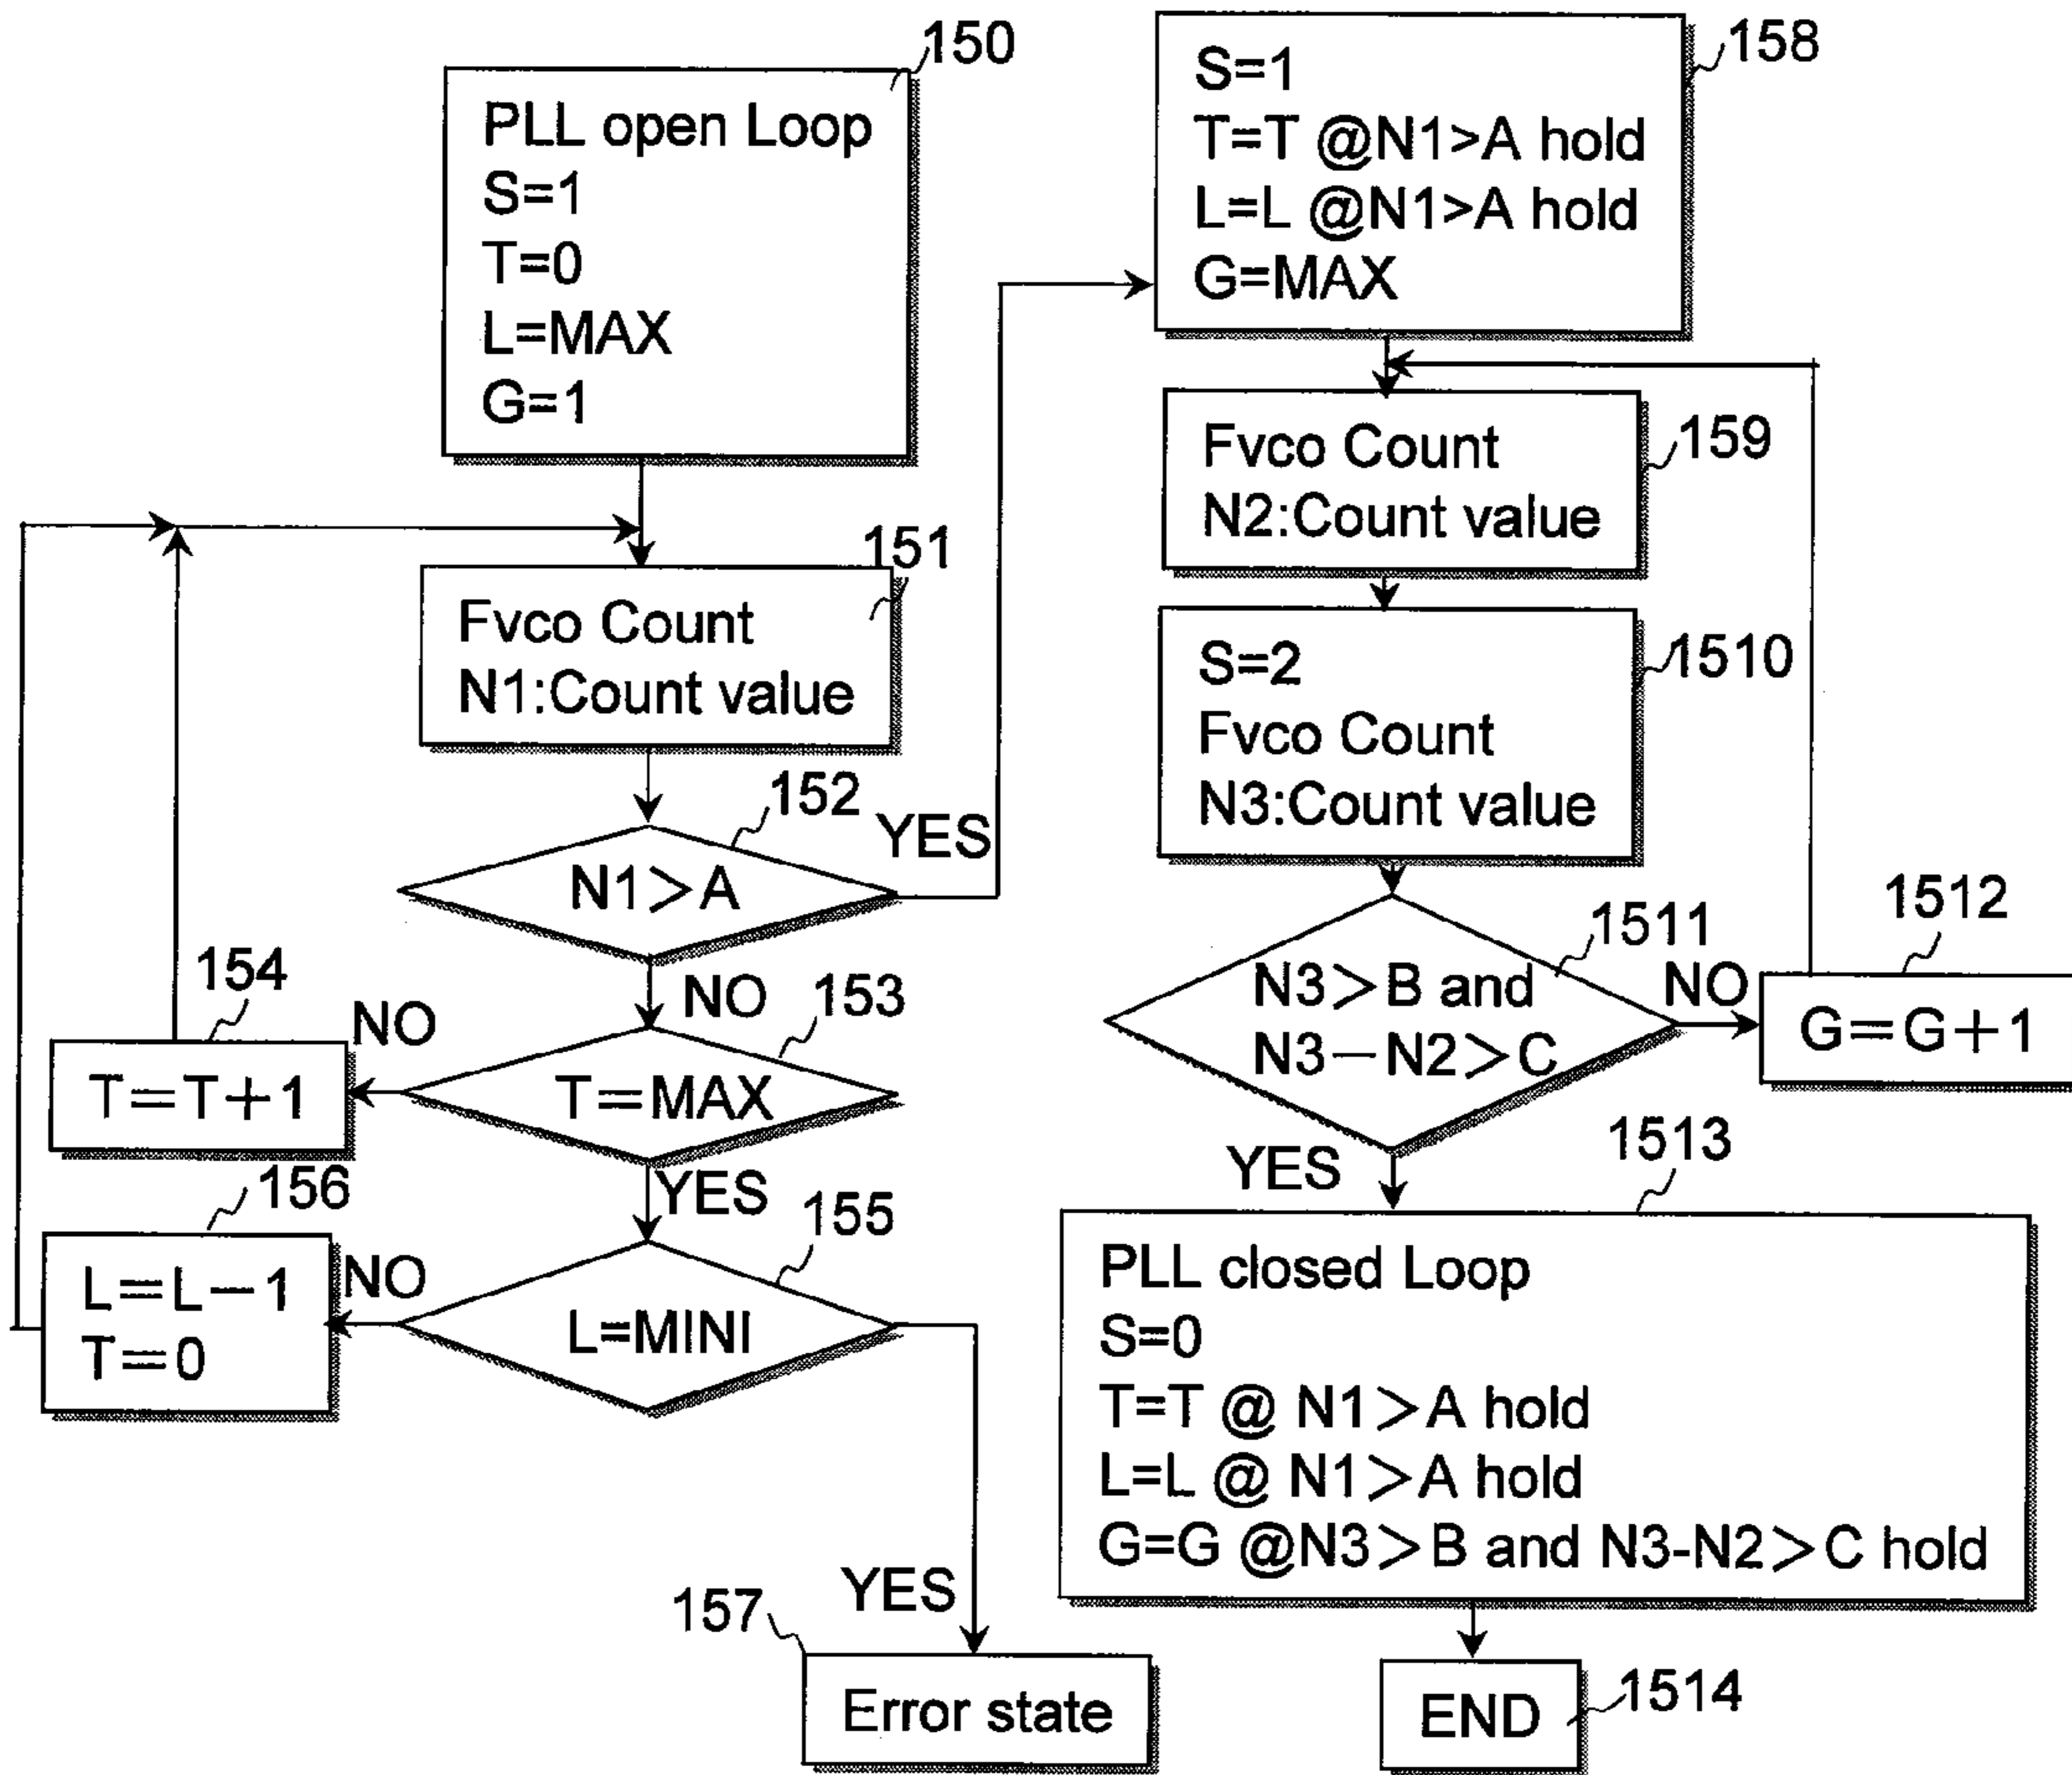 150
PLL open Loop
S=1
T=0
L=MAX
G=1
151
Fvco Count
N1:Count value
152
N1>A
YES
NO
153
T=MAX
NO
154
T=T+1
YES
155
L=MINI
NO
156
L=L-1
T=0
YES
157
Error state
158
S=1
T=T @N1>A hold
L=L @N1>A hold
G=MAX
159
Fvco Count
N2:Count value
1510
S=2
Fvco Count
N3:Count value
1511
N3>B and
N3-N2>C
NO
1512
G=G+1
YES
1513
PLL closed Loop
S=0
T=T @ N1>A hold
L=L @ N1>A hold
G=G @N3>B and N3-N2>C hold
END
1514